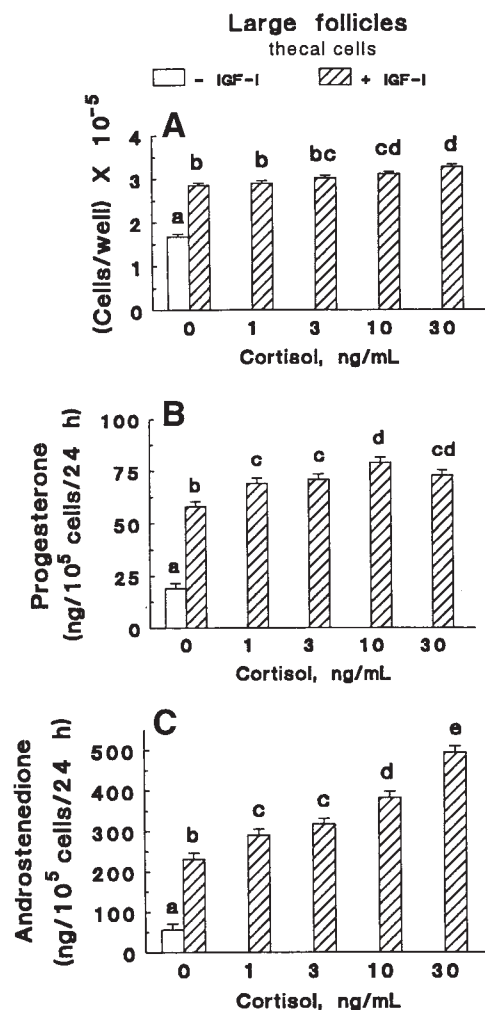 Large follicles
thecal cells
- IGF-I + IGF-I
A
(Cells/well) X 10-5
4
3
2
1
0
a b b bc cd d
0 1 3 10 30
Cortisol, ng/mL
B
Progesterone
(ng/105 cells/24 h)
100
75
50
25
0
a b c c d cd
0 1 3 10 30
Cortisol, ng/mL
C
Androstenedione
(ng/105 cells/24 h)
500
400
300
200
100
0
a b c c d e
0 1 3 10 30
Cortisol, ng/mL